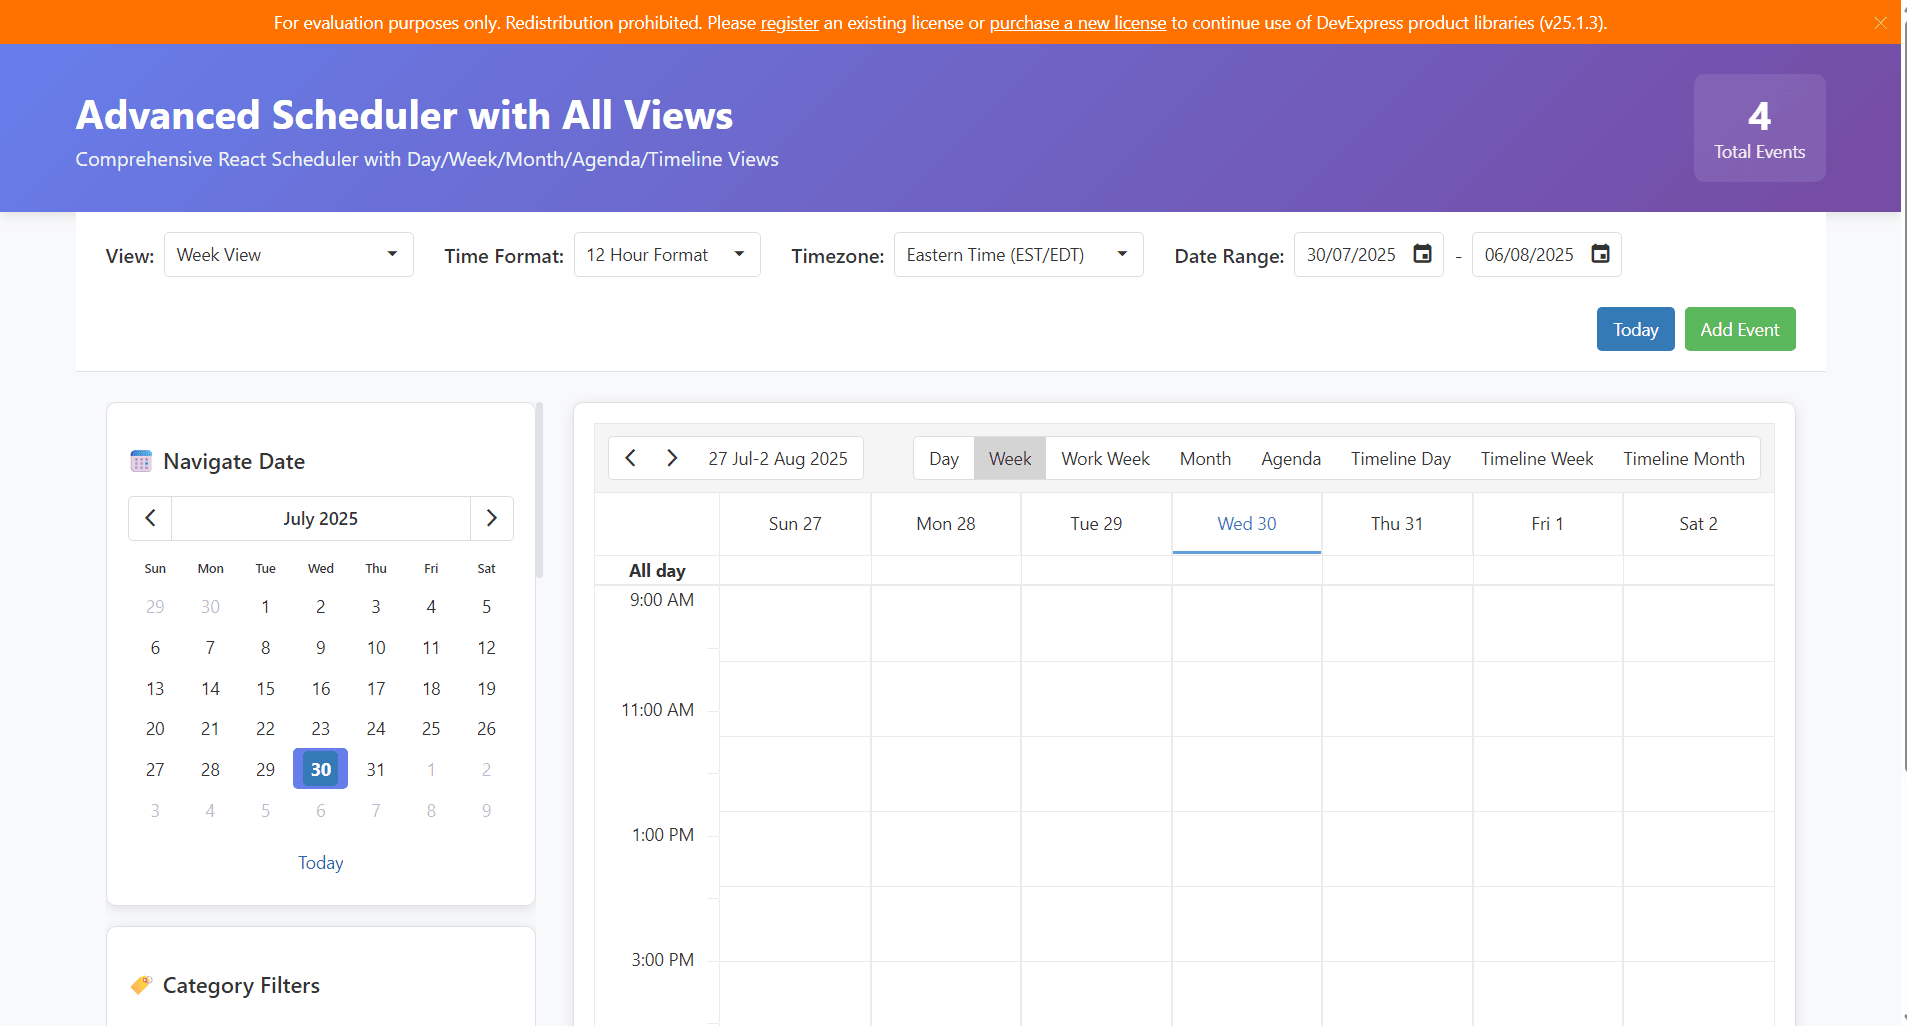 For evaluation purposes only. Redistribution prohibited. Please register an existing license or purchase a new license to continue use of DevExpress product libraries (v25.1.3).
Advanced Scheduler with All Views
Comprehensive React Scheduler with Day/Week/Month/Agenda/Timeline Views
4
Total Events
View: Week View Time Format: 12 Hour Format Timezone: Eastern Time (EST/EDT) Date Range: 30/07/2025 - 06/08/2025
Today Add Event
Navigate Date
July 2025
Sun Mon Tue Wed Thu Fri Sat
29 30 1 2 3 4 5
6 7 8 9 10 11 12
13 14 15 16 17 18 19
20 21 22 23 24 25 26
27 28 29 30 31 1 2
3 4 5 6 7 8 9
Today
Category Filters
27 Jul-2 Aug 2025 Day Week Work Week Month Agenda Timeline Day Timeline Week Timeline Month
Sun 27 Mon 28 Tue 29 Wed 30 Thu 31 Fri 1 Sat 2
All day
9:00 AM
11:00 AM
1:00 PM
3:00 PM